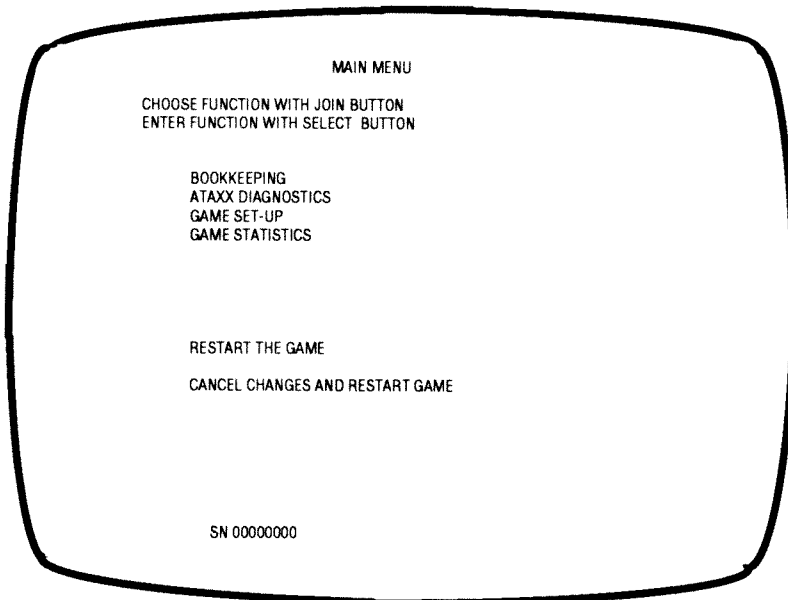 MAIN MENU
CHOOSE FUNCTION WITH JOIN BUTTON
ENTER FUNCTION WITH SELECT BUTTON
BOOKKEEPING
ATAXX DIAGNOSTICS
GAME SET-UP
GAME STATISTICS
RESTART THE GAME
CANCEL CHANGES AND RESTART GAME
SN 00000000